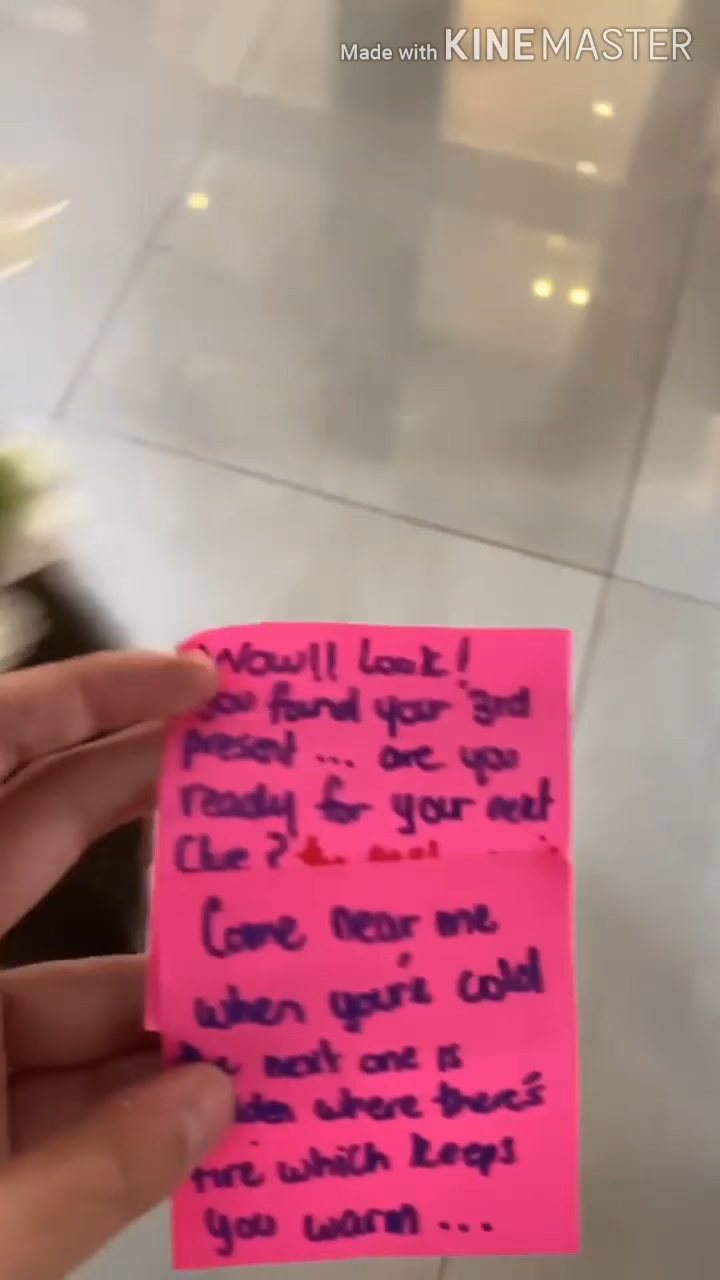 Made with KINEMASTER
Wow!! Look!
found your 3rd
present ... are you
ready for your next
Clue?
Come near me
when you're cold
next one is
where there's
fire which keeps
you warm ...